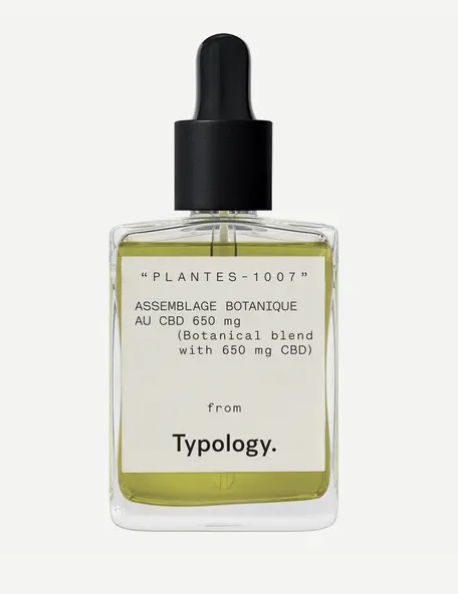 “PLANTES-1007”
ASSEMBLAGE BOTANIQUE
AU CBD 650 mg
(Botanical blend
with 650 mg CBD)
from
Typology.